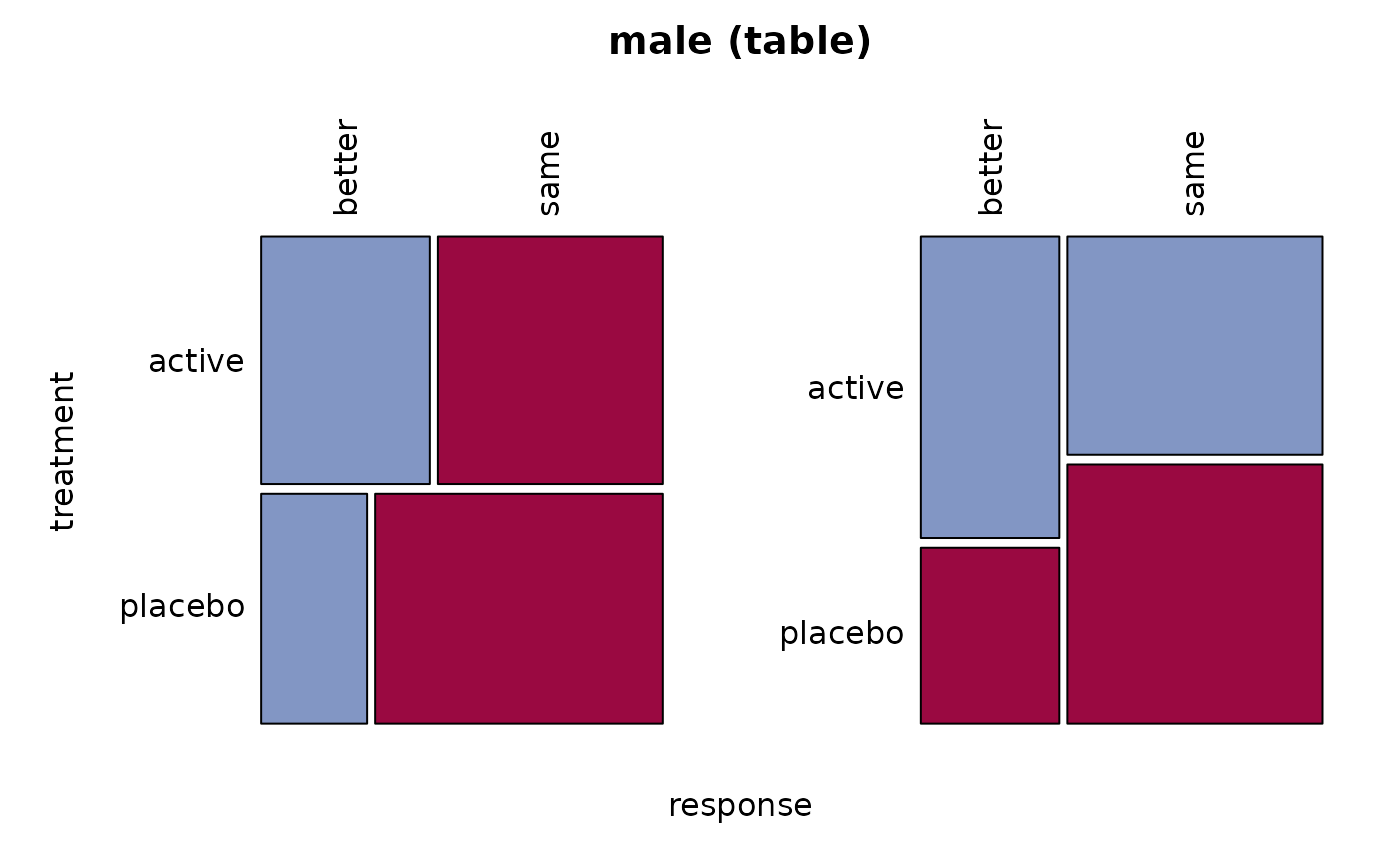 male (table)
better
same
better
same
treatment
active
placebo
active
placebo
response